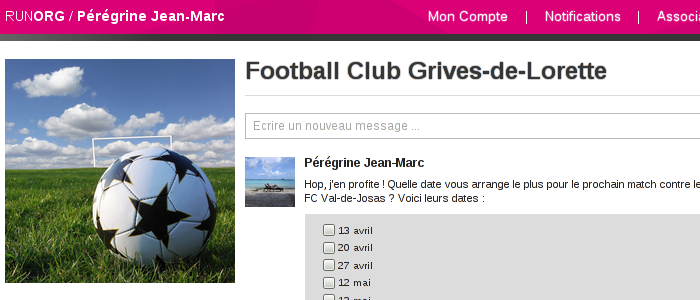 RUNORG / Pérégrine Jean-Marc
Mon Compte | Notifications |
Football Club Grives-de-Lorette
Ecrire un nouveau message ...
Pérégrine Jean-Marc
Hop, j'en profite ! Quelle date vous arrange le plus pour le prochain match contre le
FC Val-de-Josas ? Voici leurs dates :
13 avril
20 avril
27 avril
12 mai